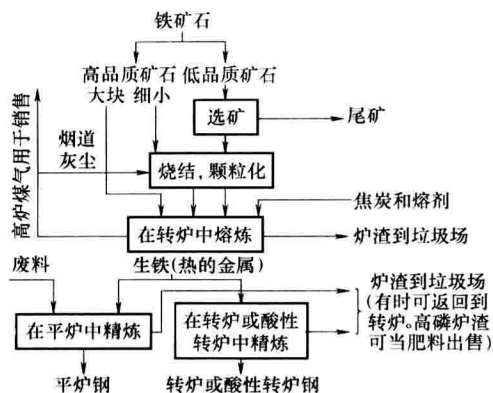 铁矿石
高品质矿石 低品质矿石
大块 细小
选矿
尾矿
高炉煤气用于销售
烟道
灰尘
烧结,颗粒化
焦炭和熔剂
在转炉中熔炼
炉渣到垃圾场
废料
生铁(热的金属)
在平炉中精炼
在转炉或酸性
转炉中精炼
炉渣到垃圾场
(有时可返回到
转炉。高磷炉渣
可当肥料出售)
平炉钢
转炉或酸性转炉钢